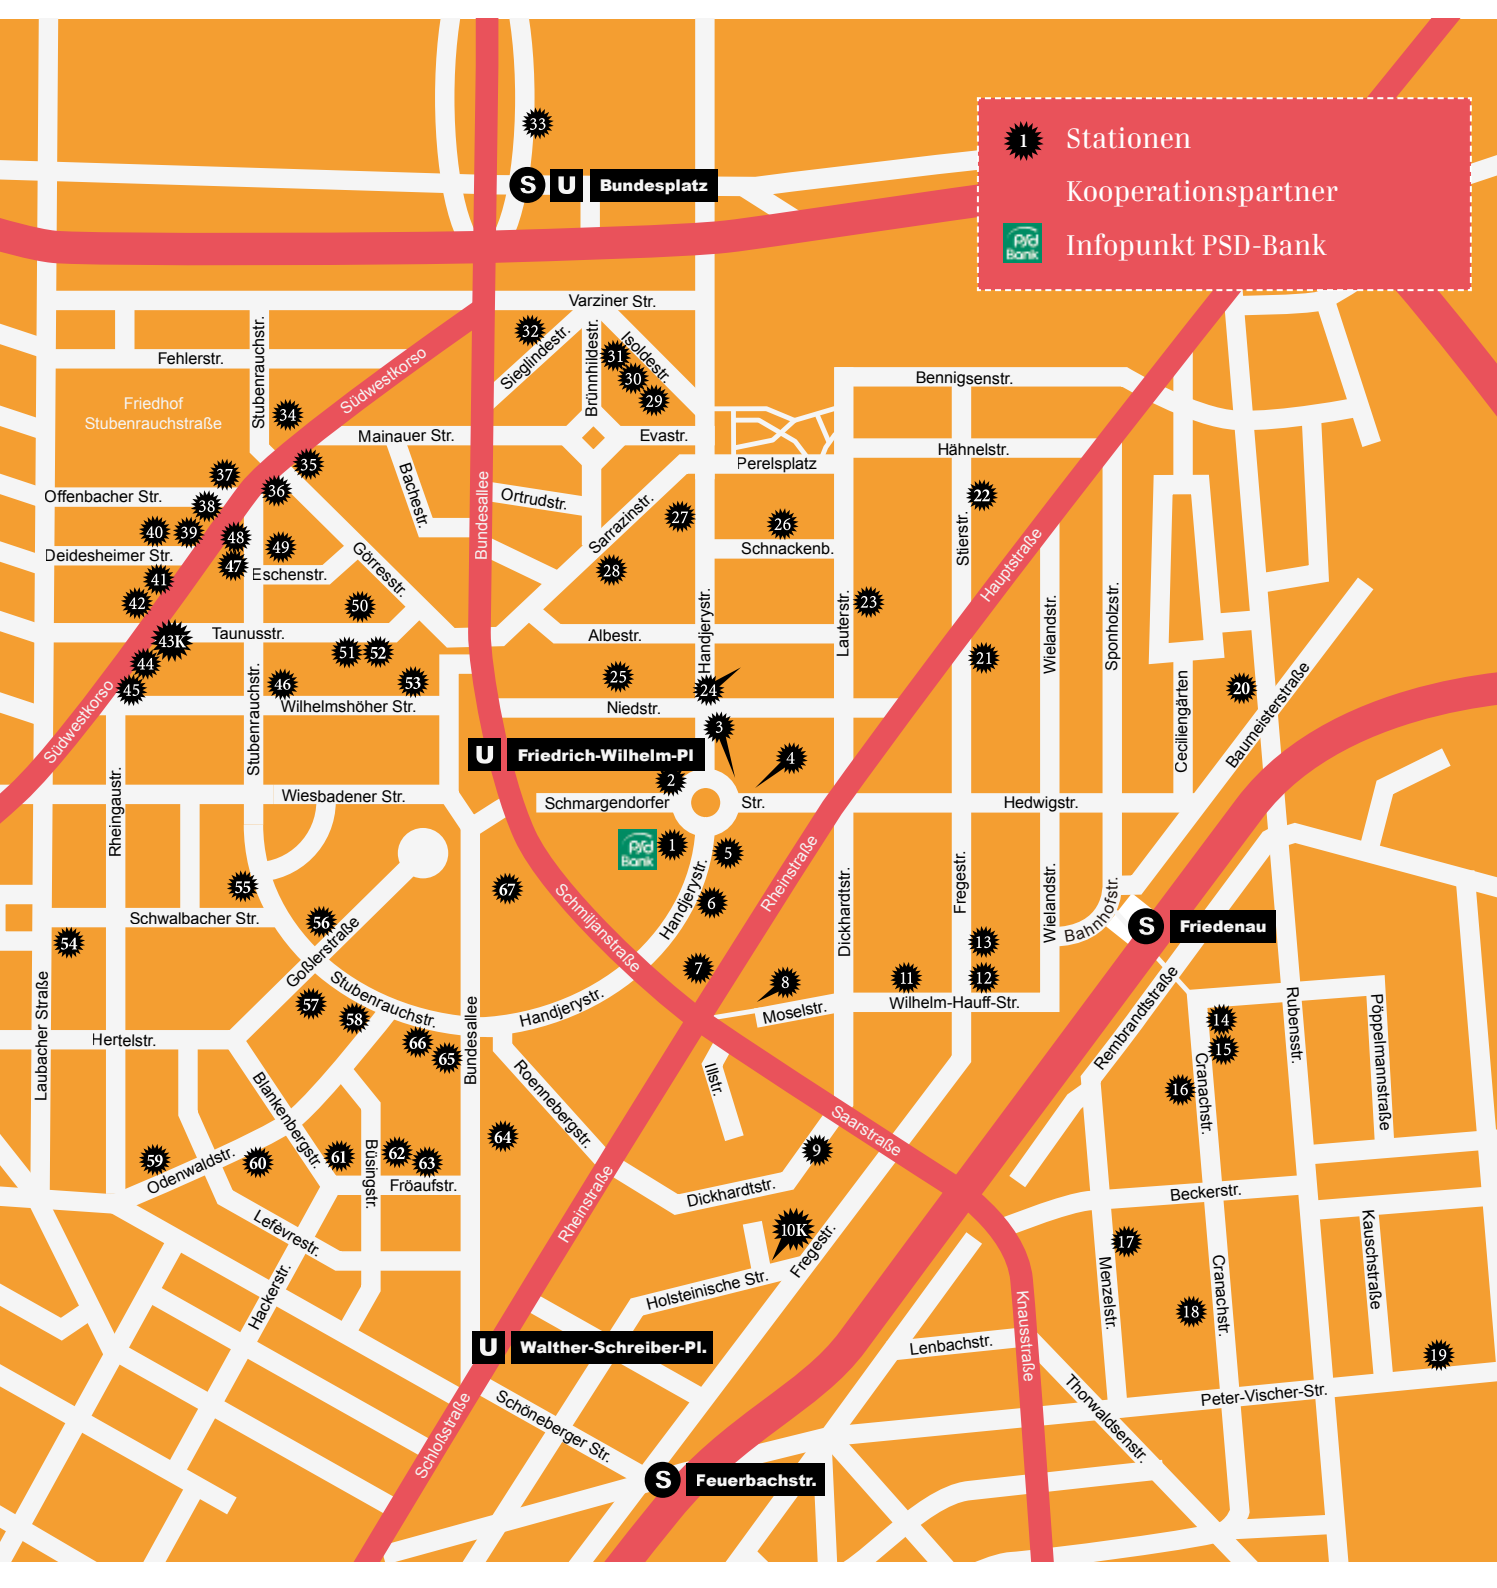 33
1 Stationen
Kooperationspartner
psd Bank Infopunkt PSD-Bank
S U Bundesplatz
Varziner Str.
32
Sieglindestr.
Brünnhildestr.
Isoldestr.
31
30
29
Fehlerstr.
Stubenrauchstr.
Südwestkorso
Friedhof
Stubenrauchstraße
34
Mainauer Str.
Evastr.
Bennigsenstr.
Hähnelstr.
Perelsplatz
35
36
37
38
Bachestr.
Ortrudstr.
Bundesallee
Sarrazinstr.
27
26
22
Offenbacher Str.
40
39
48
49
Deidesheimer Str.
47
Eschenstr.
Görresstr.
28
Schnackenb.
Stierstr.
Hauptstraße
41
42
50
23
Lauterstr.
Handjerystr.
Wielandstr.
Sponholzstr.
43K
Taunusstr.
Albestr.
44
45
51
52
46
53
25
24
21
20
Südwestkorso
Stubenrauchstr.
Wilhelmshöher Str.
Niedstr.
3
4
Ceciliengärten
Baumeisterstraße
U Friedrich-Wilhelm-Pl
2
Rheingaustr.
Wiesbadener Str.
Schmargendorfer
Str.
Hedwigstr.
psd Bank
1
5
6
Handjerystr.
Rheinstraße
Dickhardtstr.
Fregestr.
Wielandstr.
Bahnhofstr.
55
67
Schmiljanstraße
Schwalbacher Str.
56
54
Goßlerstraße
S Friedenau
13
12
11
7
8
57
58
Stubenrauchstr.
Handjerystr.
Moselstr.
Wilhelm-Hauff-Str.
Laubacher Straße
Hertelstr.
66
65
Bundesallee
Rembrandtstraße
14
15
16
Cranachstr.
Rubensstr.
Pöppelmannstraße
Blankenbergstr.
Roennebergstr.
Illstr.
Saarstraße
64
9
59
Odenwaldstr.
60
61
Büsingstr.
62
63
Fröaufstr.
Dickhardtstr.
Beckerstr.
Lefèvrestr.
Rheinstraße
10K
Fregestr.
17
Menzelstr.
Cranachstr.
Kauschstraße
Hackerstr.
Holsteinische Str.
Knausstraße
18
19
U Walther-Schreiber-Pl.
Lenbachstr.
Schloßstraße
Schöneberger Str.
Thorwaldsenstr.
Peter-Vischer-Str.
S Feuerbachstr.